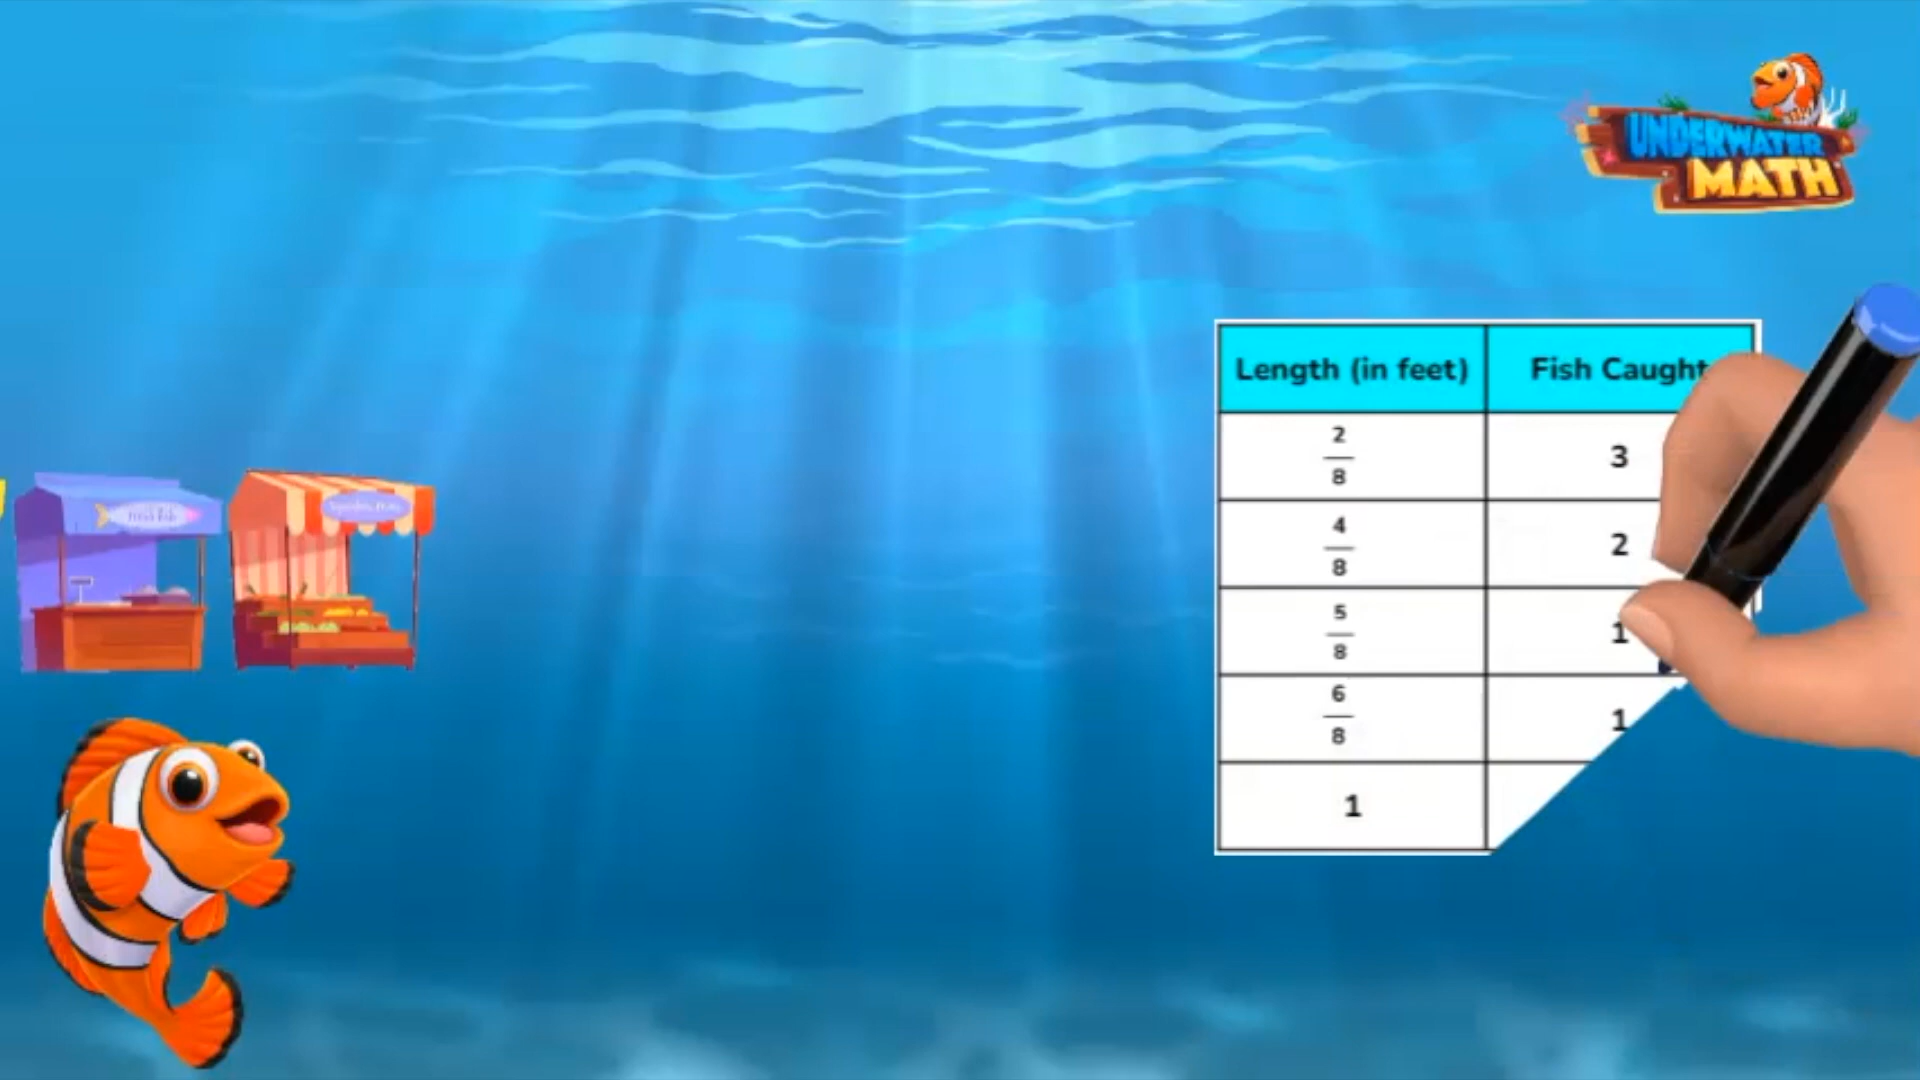 UNDERWATER
MATH
Length (in feet) Fish Caught
2/8 3
4/8 2
5/8 1
6/8 1
1